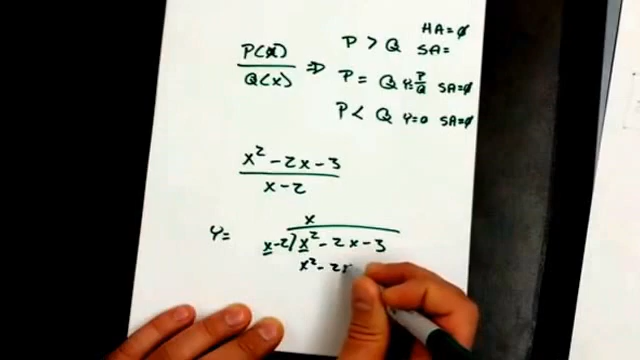 HA=∅
P(x)/Q(x) ⇒ P > Q SA=
P = Q Y=P/Q SA=∅
P < Q Y=0 SA=∅
x² - 2x - 3
x - 2
Y=
x
x-2)x² - 2x - 3
x² - 2x